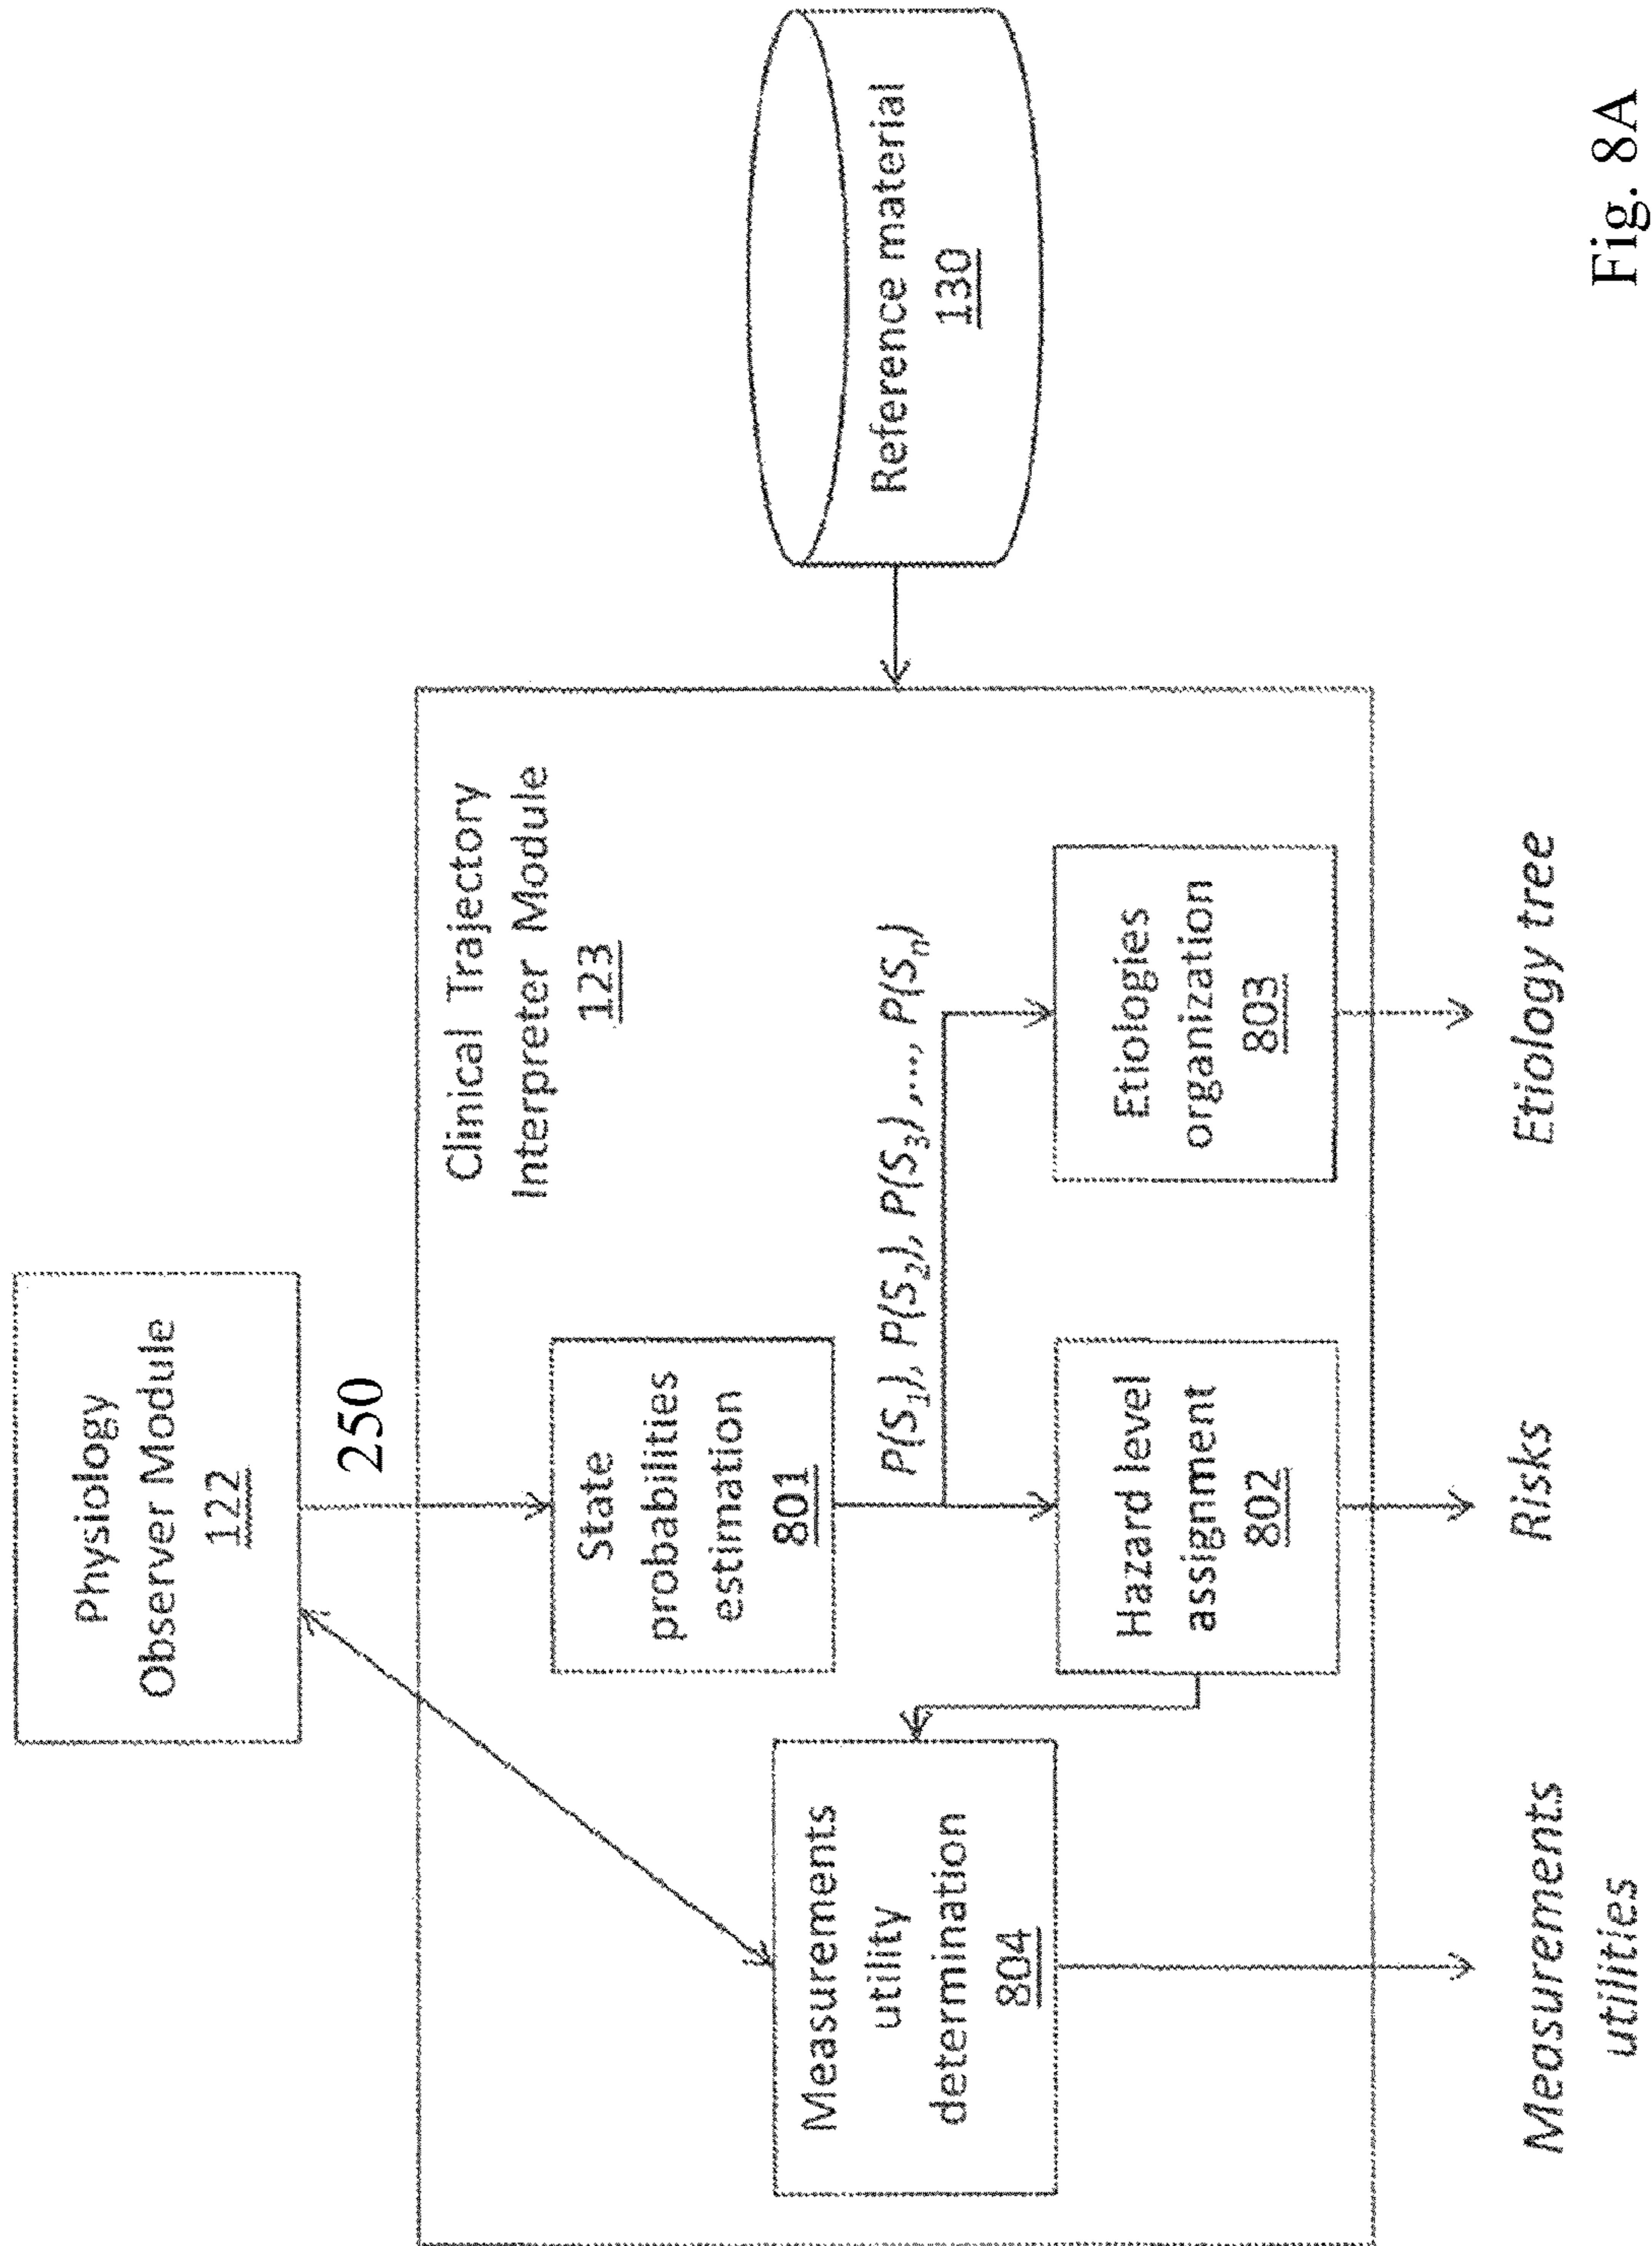 Physiology
Observer Module
122
250
Clinical Trajectory
Interpreter Module
123
Reference material
130
State
probabilities
estimation
801
P(S₁), P(S₂), P(S₃) ,..., P(Sₙ)
Measurements
utility
determination
804
Hazard level
assignment
802
Etiologies
organization
803
Measurements
utilities
Risks
Etiology tree
Fig. 8A